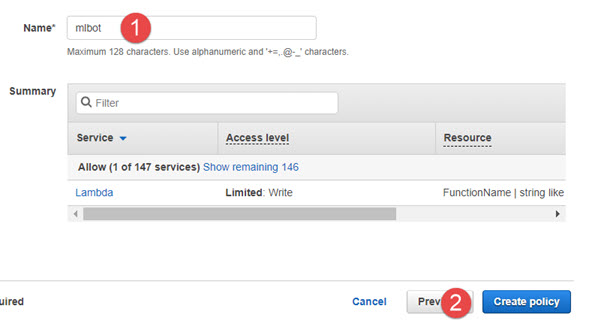 Name* mlbot 1
Maximum 128 characters. Use alphanumeric and '+=,.@-_' characters.
Summary
Filter
Service Access level Resource
Allow (1 of 147 services) Show remaining 146
Lambda Limited: Write FunctionName | string like
uired Cancel Prev 2 Create policy